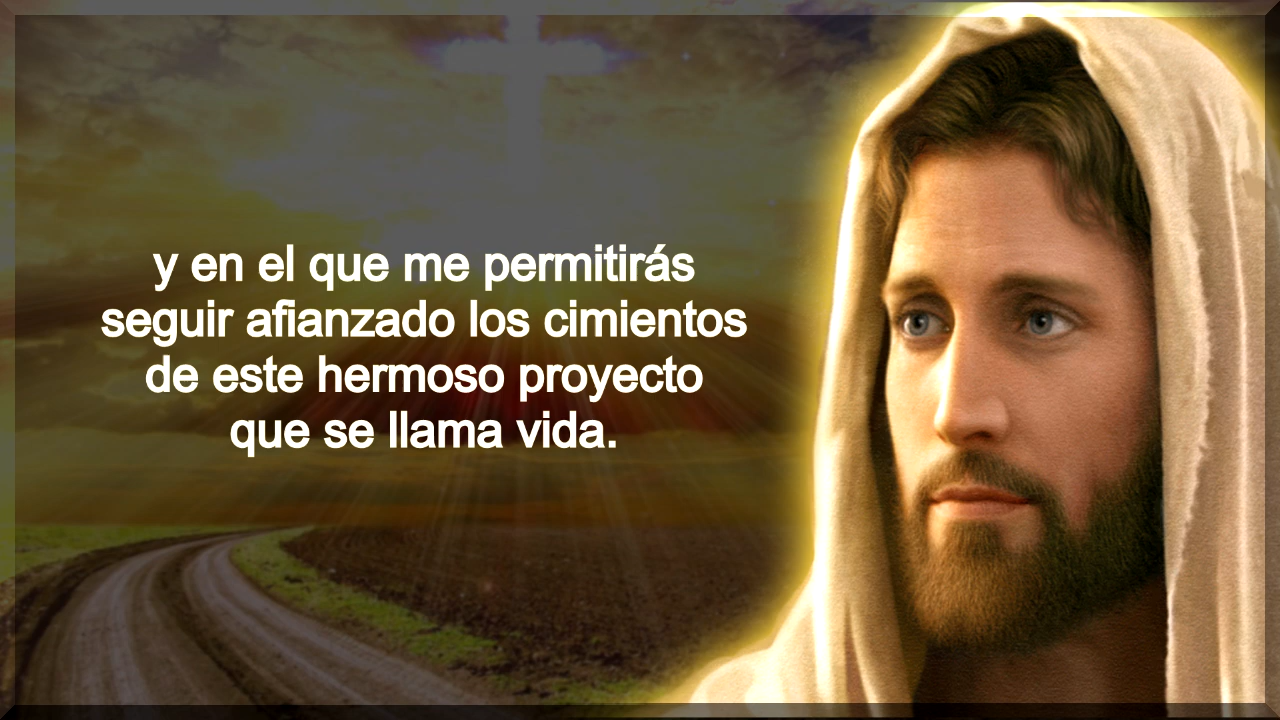 y en el que me permitirás
seguir afianzado los cimientos
de este hermoso proyecto
que se llama vida.